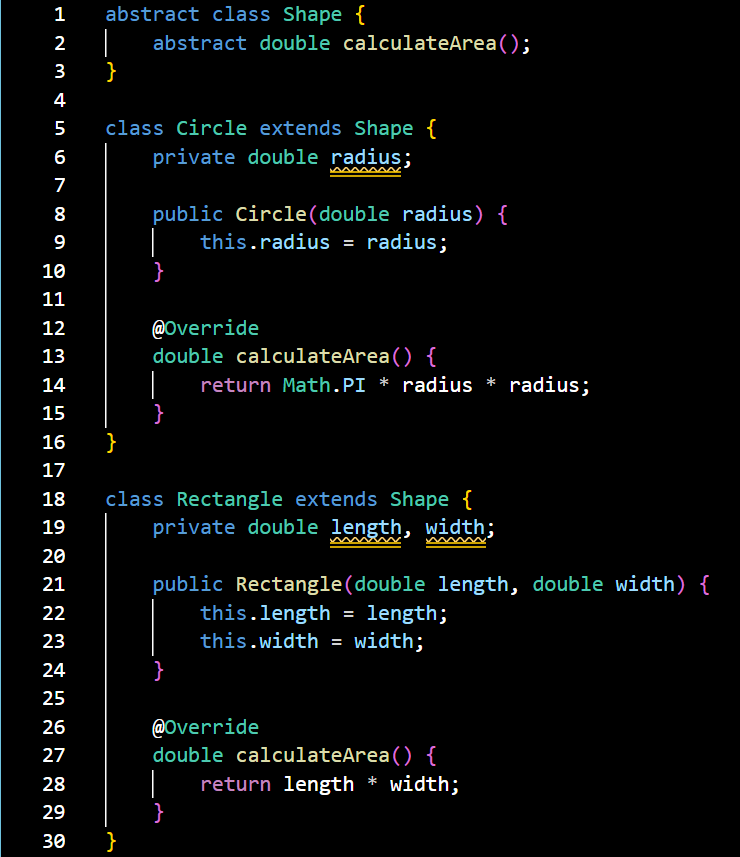 1 abstract class Shape {
2     abstract double calculateArea();
3 }
4
5 class Circle extends Shape {
6     private double radius;
7
8     public Circle(double radius) {
9         this.radius = radius;
10     }
11
12     @Override
13     double calculateArea() {
14         return Math.PI * radius * radius;
15     }
16 }
17
18 class Rectangle extends Shape {
19     private double length, width;
20
21     public Rectangle(double length, double width) {
22         this.length = length;
23         this.width = width;
24     }
25
26     @Override
27     double calculateArea() {
28         return length * width;
29     }
30 }